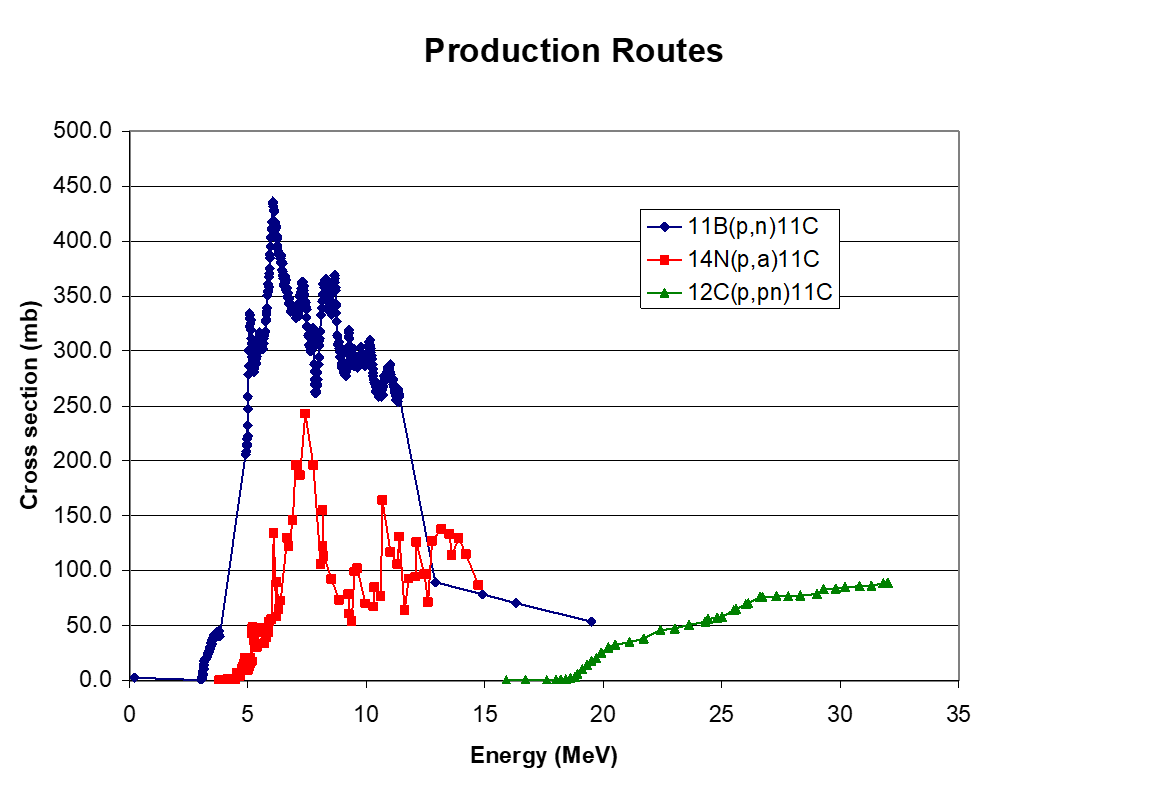 Production Routes
500.0
450.0
400.0
350.0
300.0
250.0
200.0
150.0
100.0
50.0
0.0
Cross section (mb)
11B(p,n)11C
14N(p,a)11C
12C(p,pn)11C
0 5 10 15 20 25 30 35
Energy (MeV)